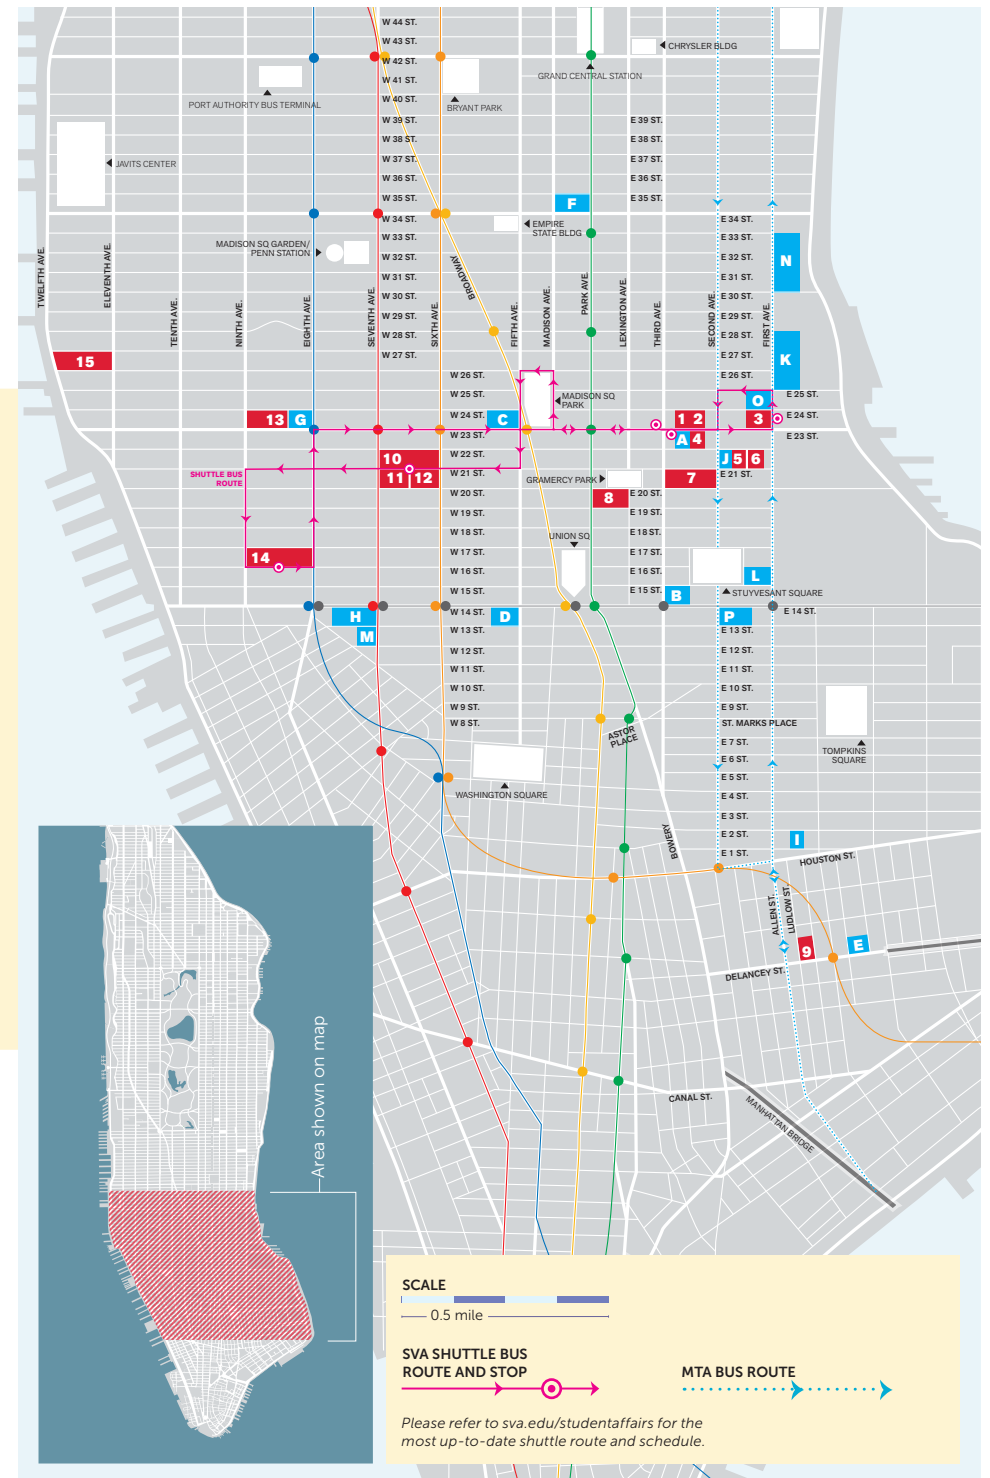 W 44 ST.
W 43 ST.
CHRYSLER BLDG
W 42 ST.
GRAND CENTRAL STATION
W 41 ST.
PORT AUTHORITY BUS TERMINAL
W 40 ST.
BRYANT PARK
W 39 ST.
E 39 ST.
W 38 ST.
E 38 ST.
JAVITS CENTER
W 37 ST.
E 37 ST.
W 36 ST.
E 36 ST.
W 35 ST.
E 35 ST.
F
W 34 ST.
E 34 ST.
EMPIRE
STATE BLDG
W 33 ST.
E 33 ST.
MADISON SQ GARDEN/
PENN STATION
W 32 ST.
E 32 ST.
N
W 31 ST.
E 31 ST.
W 30 ST.
E 30 ST.
W 29 ST.
E 29 ST.
W 28 ST.
E 28 ST.
W 27 ST.
E 27 ST.
TWELFTH AVE.
ELEVENTH AVE.
TENTH AVE.
NINTH AVE.
EIGHTH AVE.
SEVENTH AVE.
SIXTH AVE.
BROADWAY
FIFTH AVE.
MADISON AVE.
PARK AVE.
LEXINGTON AVE.
THIRD AVE.
SECOND AVE.
FIRST AVE.
15
K
W 26 ST.
E 26 ST.
W 25 ST.
MADISON SQ
PARK
O
E 25 ST.
13
G
W 24 ST.
C
1 2
3
E 24 ST.
W 23 ST.
A
4
E 23 ST.
10
W 22 ST.
J
5
6
SHUTTLE BUS
ROUTE
11
12
W 21 ST.
GRAMERCY PARK
7
E 21 ST.
W 20 ST.
8
E 20 ST.
W 19 ST.
E 19 ST.
W 18 ST.
UNION SQ
E 18 ST.
14
W 17 ST.
E 17 ST.
W 16 ST.
E 16 ST.
L
W 15 ST.
E 15 ST.
B
STUYVESANT SQUARE
H
W 14 ST.
D
P
E 14 ST.
M
W 13 ST.
E 13 ST.
W 12 ST.
E 12 ST.
W 11 ST.
E 11 ST.
W 10 ST.
E 10 ST.
W 9 ST.
E 9 ST.
W 8 ST.
ST. MARKS PLACE
ASTOR
PLACE
E 7 ST.
TOMPKINS
SQUARE
E 6 ST.
E 5 ST.
WASHINGTON SQUARE
E 4 ST.
E 3 ST.
E 2 ST.
I
E 1 ST.
BOWERY
HOUSTON ST.
ALLEN ST.
LUDLOW ST.
9
E
DELANCEY ST.
CANAL ST.
MANHATTAN BRIDGE
Area shown on map
SCALE
0.5 mile
SVA SHUTTLE BUS
ROUTE AND STOP
MTA BUS ROUTE
Please refer to sva.edu/studentaffairs for the
most up-to-date shuttle route and schedule.